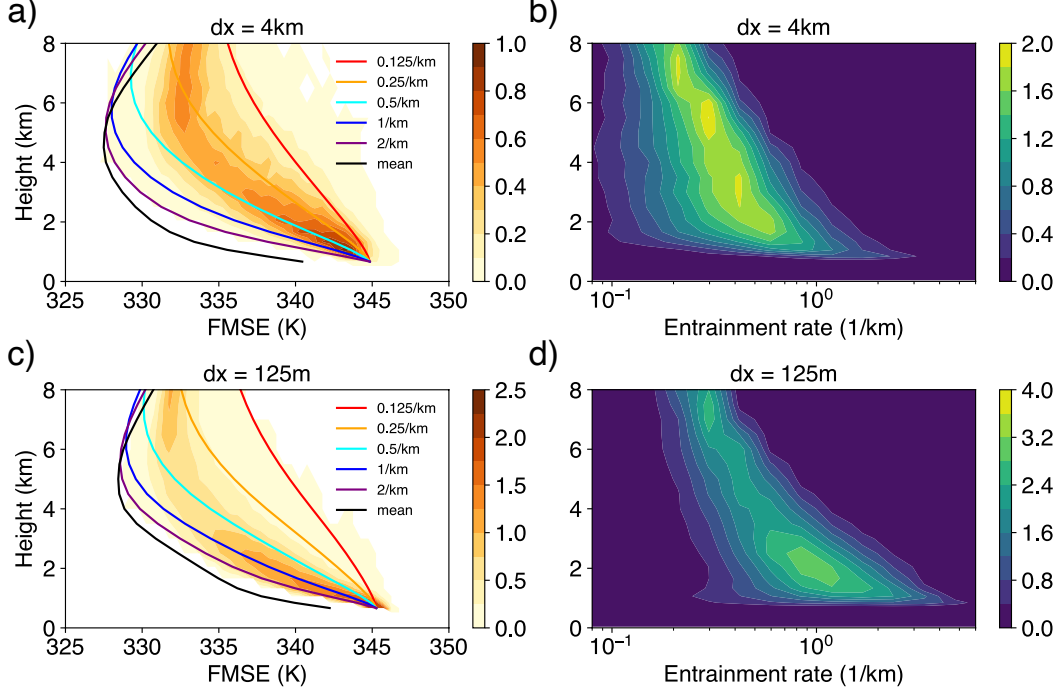 a)
dx = 4km
8
6
4
2
0
Height (km)
325
330
335
340
345
350
FMSE (K)
0.125/km
0.25/km
0.5/km
1/km
2/km
mean
1.0
0.8
0.6
0.4
0.2
0.0
b)
dx = 4km
8
6
4
2
0
10⁻¹
10⁰
Entrainment rate (1/km)
2.0
1.6
1.2
0.8
0.4
0.0
c)
dx = 125m
8
6
4
2
0
Height (km)
325
330
335
340
345
350
FMSE (K)
0.125/km
0.25/km
0.5/km
1/km
2/km
mean
2.5
2.0
1.5
1.0
0.5
0.0
d)
dx = 125m
8
6
4
2
0
10⁻¹
10⁰
Entrainment rate (1/km)
4.0
3.2
2.4
1.6
0.8
0.0